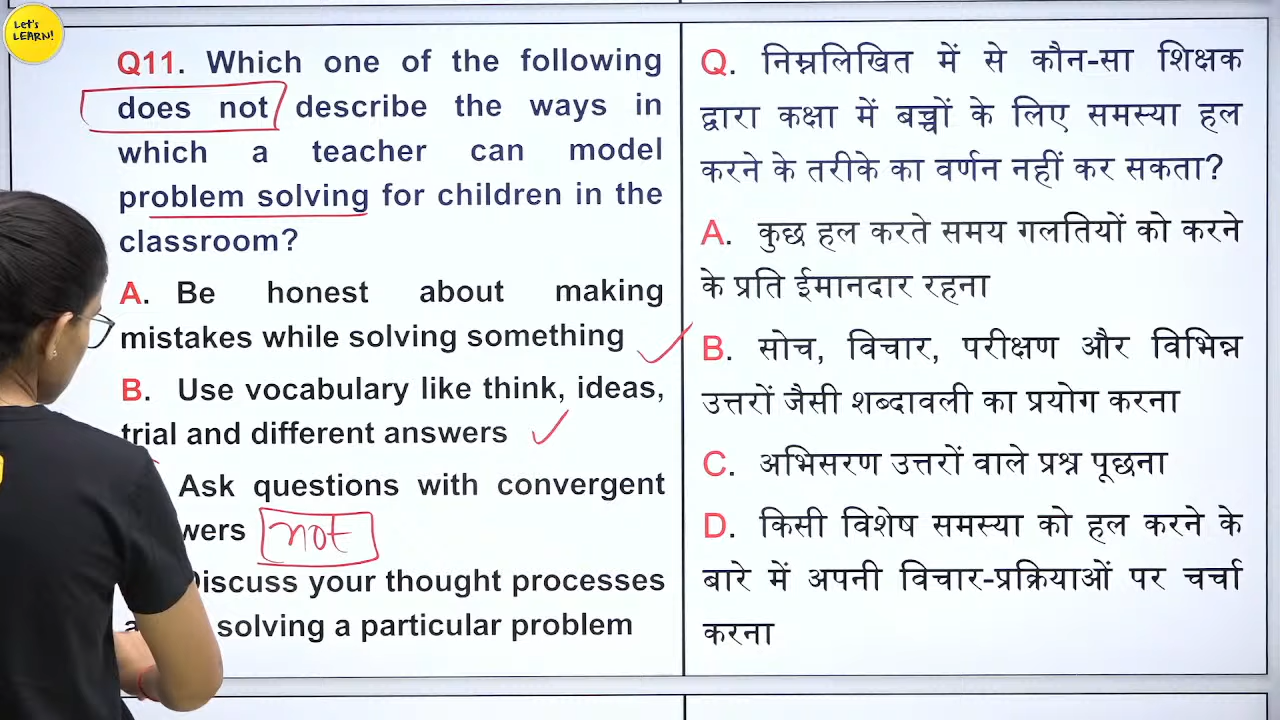 Let's
LEARN!
Q11. Which one of the following
does not describe the ways in
which a teacher can model
problem solving for children in the
classroom?
A. Be honest about making
mistakes while solving something
B. Use vocabulary like think, ideas,
trial and different answers
Ask questions with convergent
wers not
Discuss your thought processes
solving a particular problem
Q. निम्नलिखित में से कौन-सा शिक्षक
द्वारा कक्षा में बच्चों के लिए समस्या हल
करने के तरीके का वर्णन नहीं कर सकता?
A. कुछ हल करते समय गलतियों को करने
के प्रति ईमानदार रहना
B. सोच, विचार, परीक्षण और विभिन्न
उत्तरों जैसी शब्दावली का प्रयोग करना
C. अभिसरण उत्तरों वाले प्रश्न पूछना
D. किसी विशेष समस्या को हल करने के
बारे में अपनी विचार-प्रक्रियाओं पर चर्चा
करना